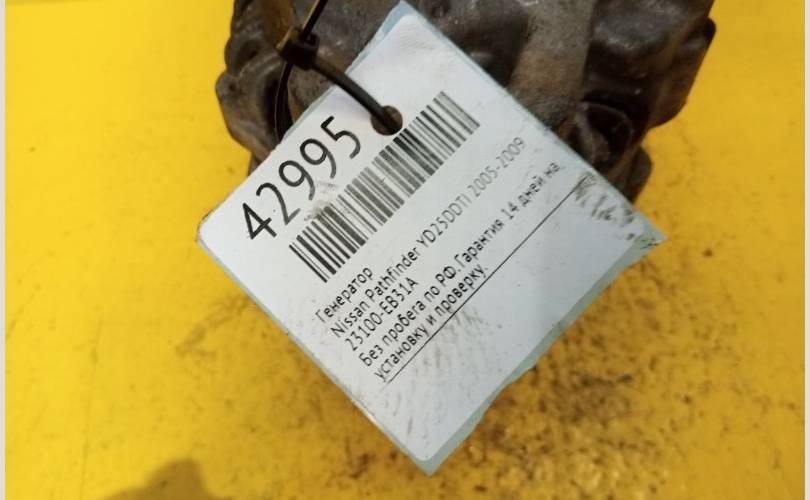 42995
Генератор
Nissan Pathfinder YD25DDTI 2005-2009
23100-EB31A
Без пробега по РФ.Гарантия 14 дней на
установку и проверку.